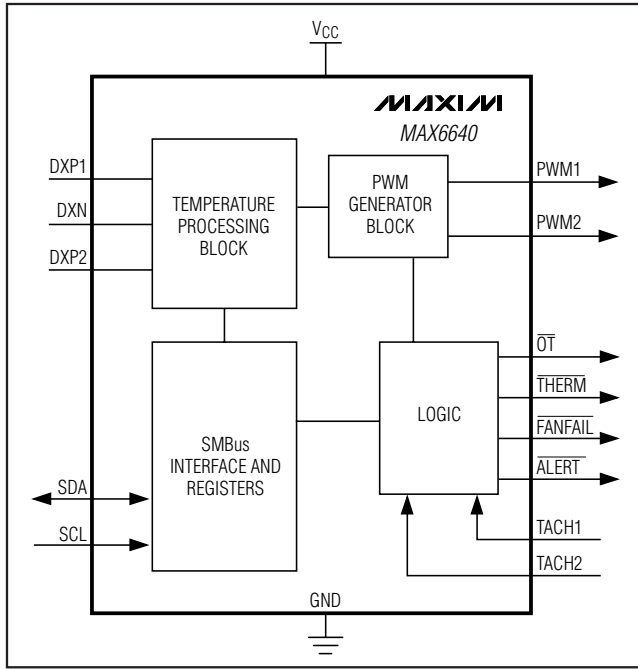 VCC
MAXIM
MAX6640
DXP1
DXN
DXP2
TEMPERATURE
PROCESSING
BLOCK
PWM
GENERATOR
BLOCK
PWM1
PWM2
SMBus
INTERFACE AND
REGISTERS
LOGIC
OT
THERM
FANFAIL
ALERT
SDA
SCL
TACH1
TACH2
GND